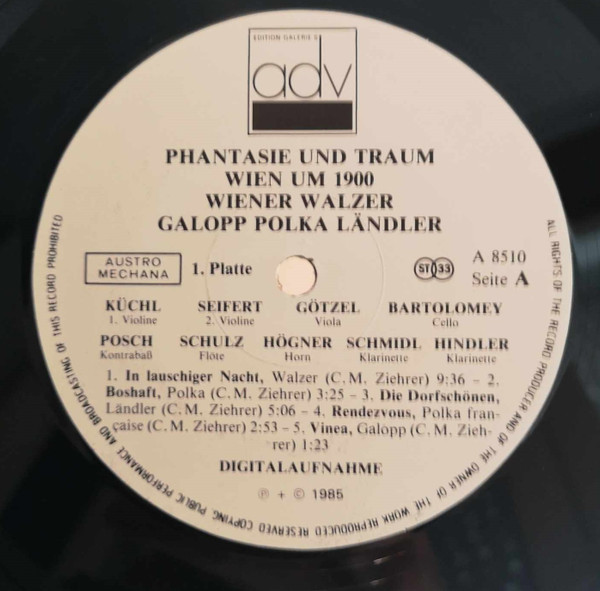 EDITION GALERIE G
adv
PHANTASIE UND TRAUM
WIEN UM 1900
WIENER WALZER
GALOPP POLKA LÄNDLER
AUSTRO
MECHANA
1. Platte
ST 33
A 8510
Seite A
KÜCHL SEIFERT GÖTZEL BARTOLOMEY
1. Violine 2. Violine Viola Cello
POSCH SCHULZ HÖGNER SCHMIDL HINDLER
Kontrabaß Flöte Horn Klarinette Klarinette
1. In lauschiger Nacht, Walzer (C. M. Ziehrer) 9:36 - 2.
Boshaft, Polka (C. M. Ziehrer) 3:25 - 3. Die Dorfschönen,
Ländler (C. M. Ziehrer) 5:06 - 4. Rendezvous, Polka fran-
çaise (C. M. Ziehrer) 2:53 - 5. Vinea, Galopp (C. M. Zieh-
rer) 1:23
DIGITALAUFNAHME
℗ + © 1985
ALL RIGHTS OF THE RECORD PRODUCER AND OF THE OWNER OF THE WORK REPRODUCED RESERVED COPYING PUBLIC PERFORMANCE AND BROADCASTING OF THIS RECORD PROHIBITED